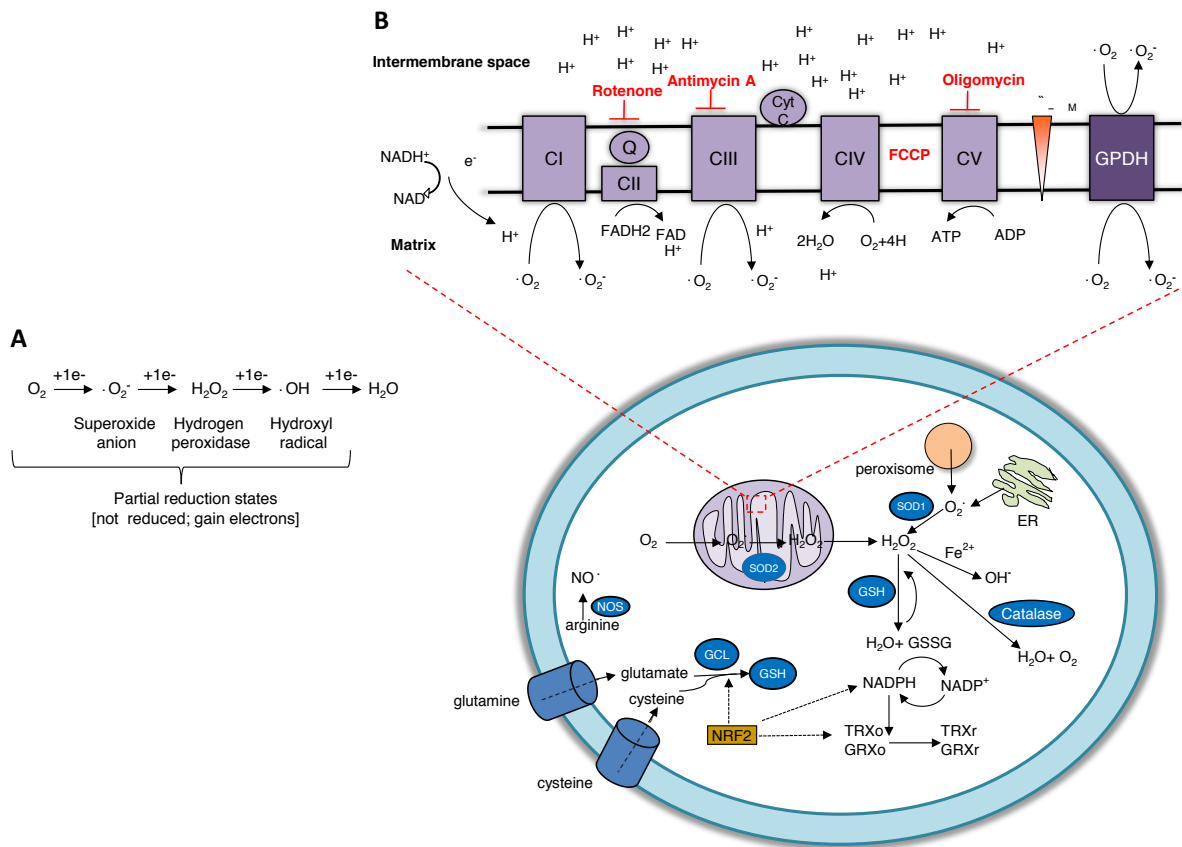 B
H⁺ H⁺ H⁺ H⁺ H⁺ H⁺ H⁺ H⁺ H⁺
· O₂ · O₂⁻
Intermembrane space
H⁺ H⁺ H⁺ H⁺ H⁺ H⁺ H⁺
Rotenone Antimycin A Oligomycin
H⁺
Cyt
C
M
NADH⁺
e⁻
NAD
CI
Q
CII
CIII
CIV
FCCP
CV
GPDH
Matrix
H⁺
FADH2 FAD
H⁺
H⁺
2H₂O O₂+4H
ATP ADP
H⁺
· O₂ · O₂⁻
· O₂ · O₂⁻
· O₂ · O₂⁻
A
+1e- +1e- +1e- +1e-
O₂ · O₂⁻ H₂O₂ · OH H₂O
Superoxide
anion
Hydrogen
peroxidase
Hydroxyl
radical
Partial reduction states
[not reduced; gain electrons]
peroxisome
ER
SOD1
O₂·
O₂ O₂· H₂O₂ H₂O₂
SOD2
Fe²⁺
OH⁻
NO ·
NOS
arginine
GSH
Catalase
H₂O+ GSSG
H₂O+ O₂
GCL
glutamate
GSH
cysteine
glutamine
NADPH NADP⁺
NRF2
TRXo
GRXo
TRXr
GRXr
cysteine